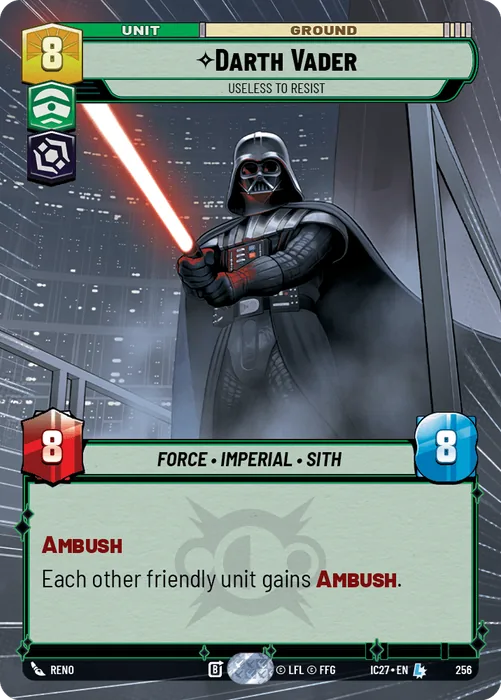 UNIT
GROUND
8
DARTH VADER
USELESS TO RESIST
8
FORCE • IMPERIAL • SITH
8
AMBUSH
Each other friendly unit gains AMBUSH.
RENO
B
© LFL © FFG
IC27 • EN
256